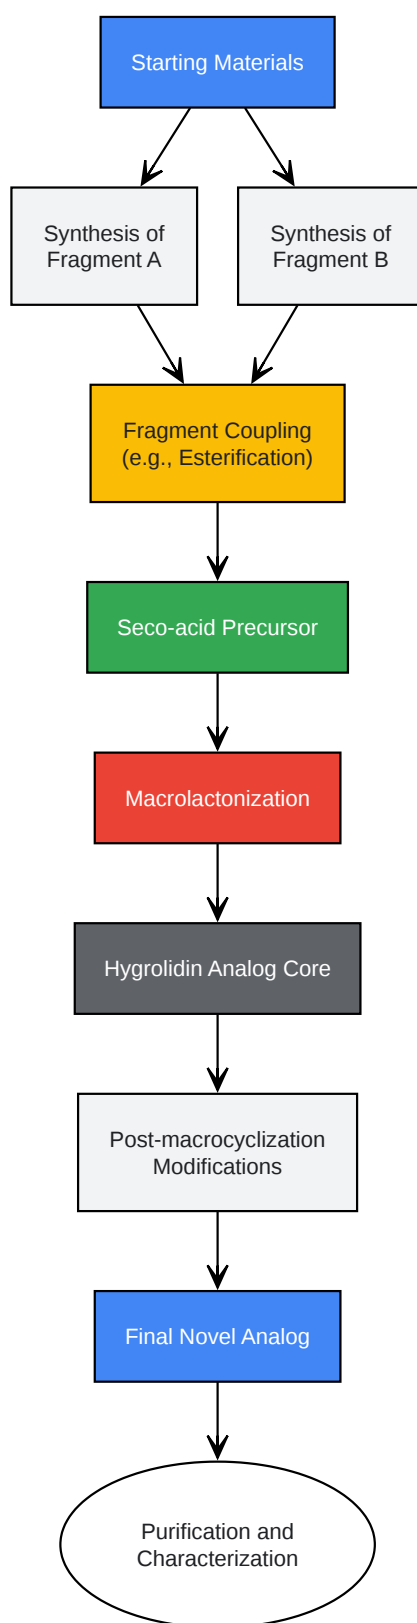 Starting Materials
Synthesis of
Fragment A
Synthesis of
Fragment B
Fragment Coupling
(e.g., Esterification)
Seco-acid Precursor
Macrolactonization
Hygrolidin Analog Core
Post-macrocyclization
Modifications
Final Novel Analog
Purification and
Characterization